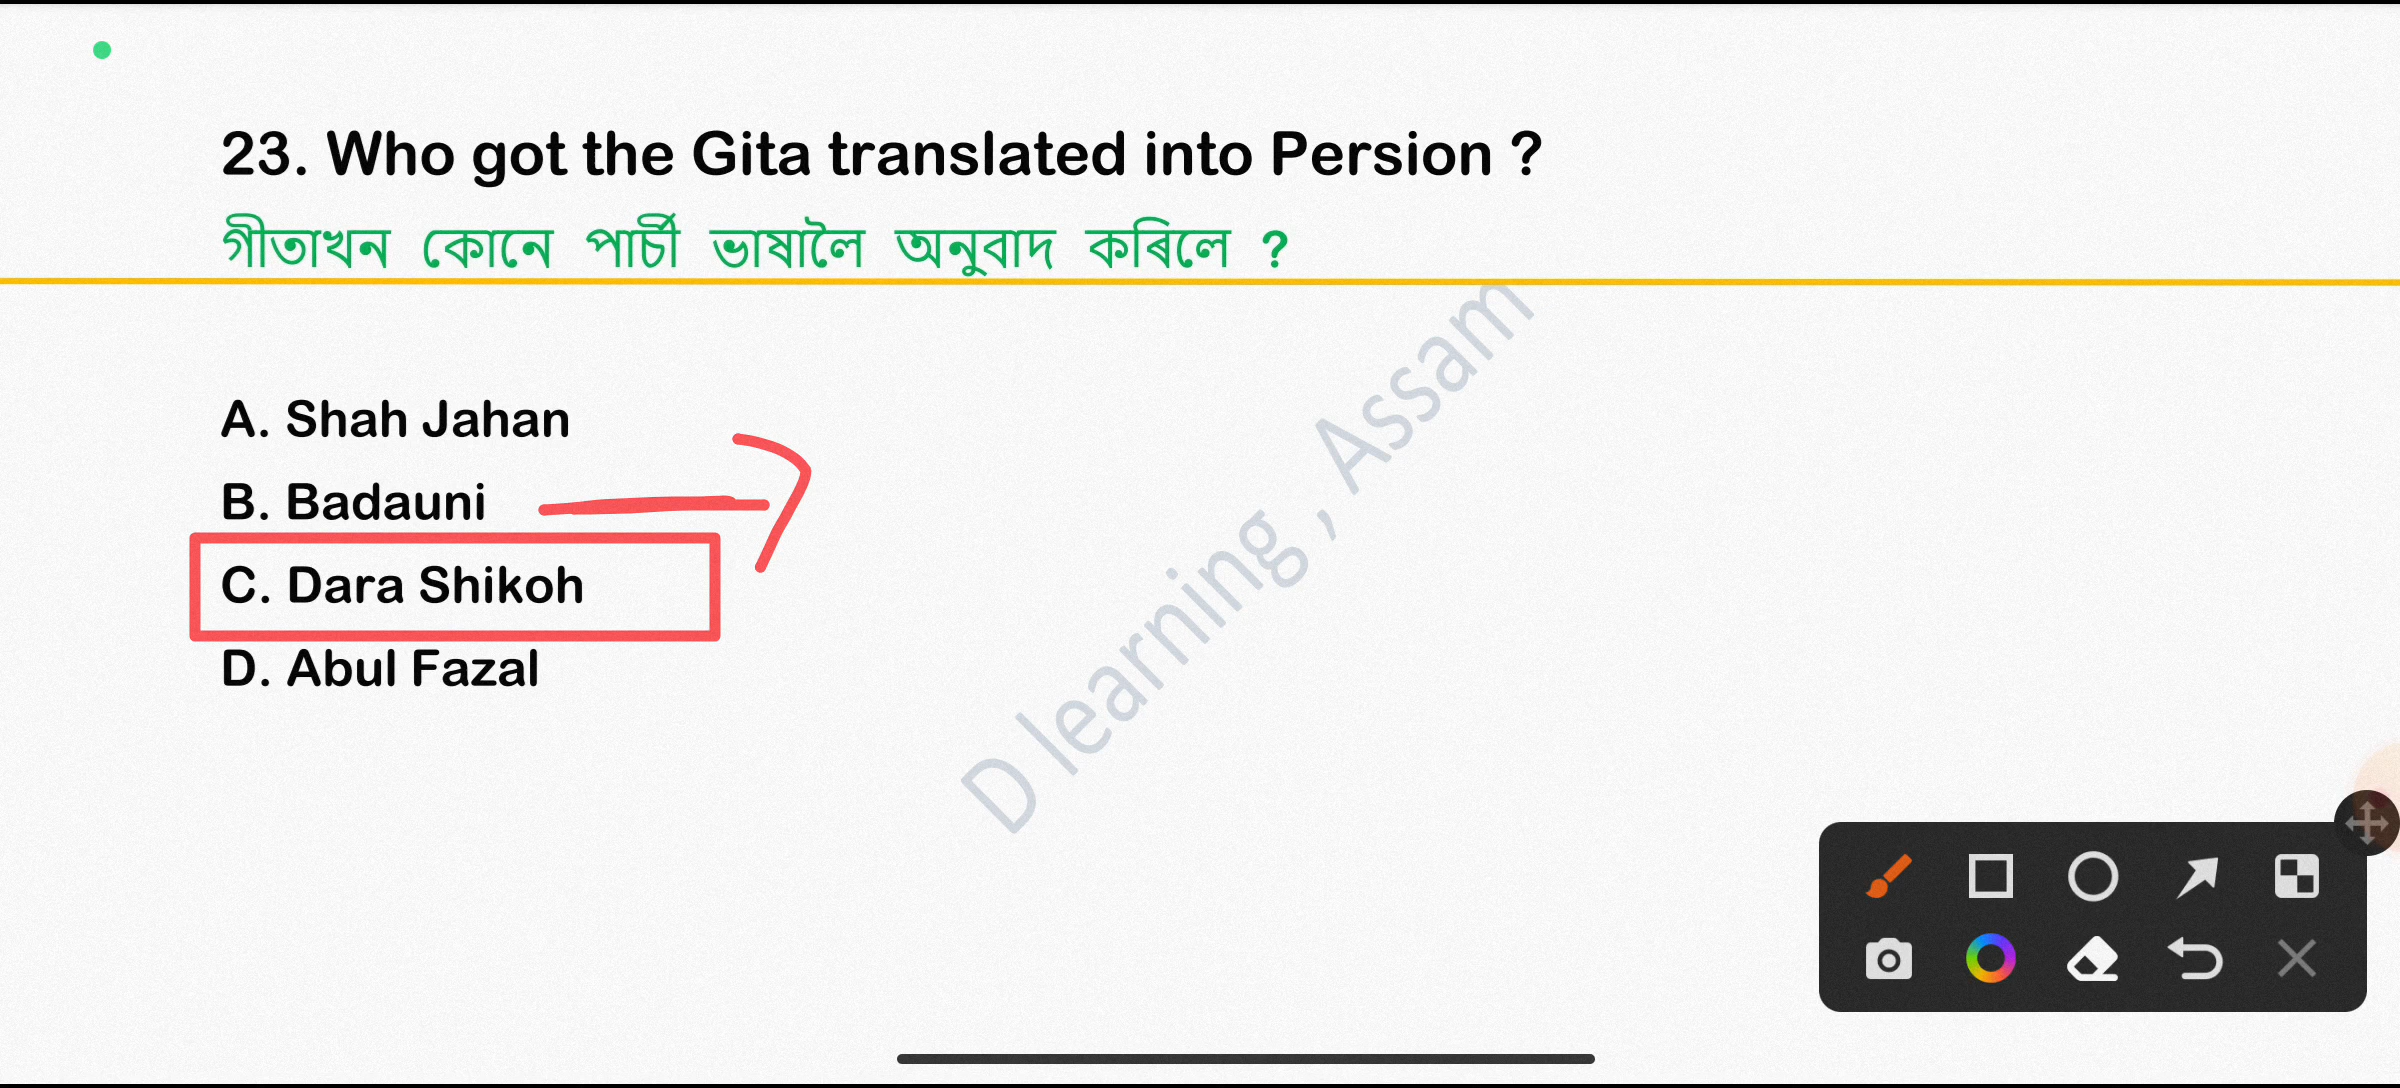 23. Who got the Gita translated into Persion ?
গীতাখন কোনে পাৰ্চী ভাষালৈ অনুবাদ কৰিলে ?
A. Shah Jahan
B. Badauni
C. Dara Shikoh
D. Abul Fazal
D learning , Assam